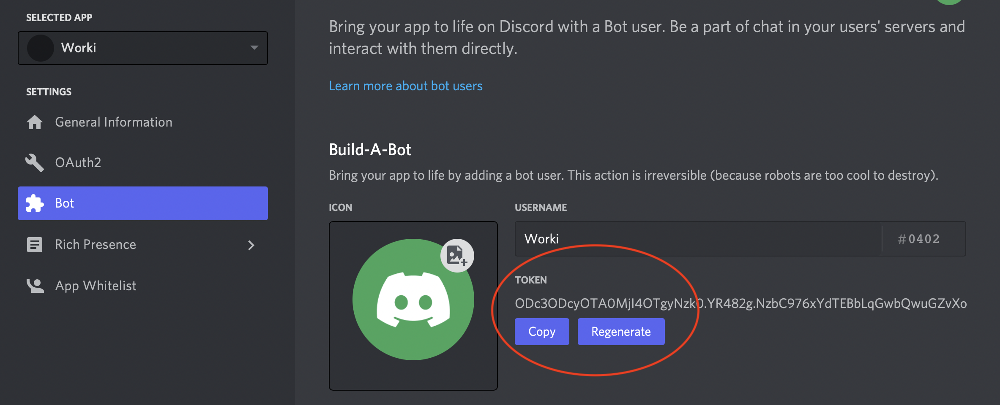 SELECTED APP
Worki
SETTINGS
General Information
OAuth2
Bot
Rich Presence
App Whitelist
Bring your app to life on Discord with a Bot user. Be a part of chat in your users' servers and
interact with them directly.
Learn more about bot users
Build-A-Bot
Bring your app to life by adding a bot user. This action is irreversible (because robots are too cool to destroy).
ICON
USERNAME
Worki #0402
TOKEN
ODc3ODcyOTA0MjI4OTgyNzk0.YR482g.NzbC976xYdTEBbLqGwbQwuGZvXo
Copy Regenerate